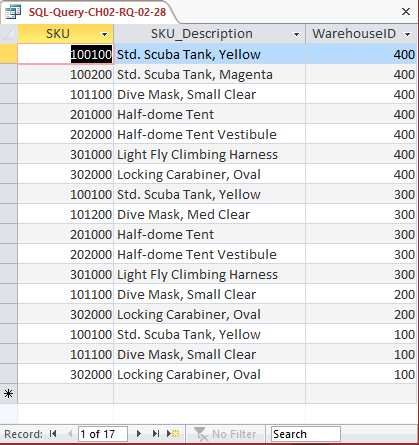 SQL-Query-CH02-RQ-02-28
SKU SKU_Description WarehouseID
100100 Std. Scuba Tank, Yellow 400
100200 Std. Scuba Tank, Magenta 400
101100 Dive Mask, Small Clear 400
201000 Half-dome Tent 400
202000 Half-dome Tent Vestibule 400
301000 Light Fly Climbing Harness 400
302000 Locking Carabiner, Oval 400
100100 Std. Scuba Tank, Yellow 300
101200 Dive Mask, Med Clear 300
201000 Half-dome Tent 300
202000 Half-dome Tent Vestibule 300
301000 Light Fly Climbing Harness 300
101100 Dive Mask, Small Clear 200
302000 Locking Carabiner, Oval 200
100100 Std. Scuba Tank, Yellow 100
101100 Dive Mask, Small Clear 100
302000 Locking Carabiner, Oval 100
Record: 1 of 17 No Filter Search